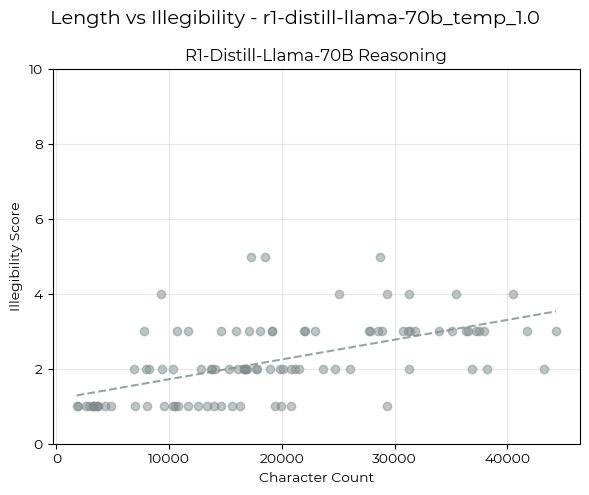 Length vs Illegibility - r1-distill-llama-70b_temp_1.0
R1-Distill-Llama-70B Reasoning
10
8
6
4
2
0
Illegibility Score
0 10000 20000 30000 40000
Character Count